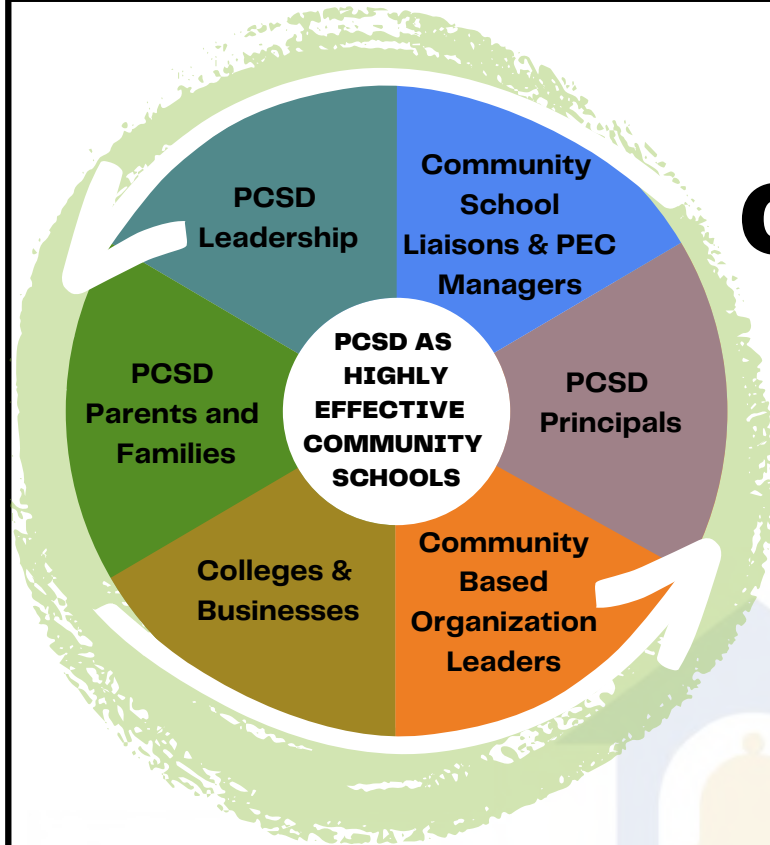 PCSD
Leadership
Community
School
Liaisons & PEC
Managers
PCSD
Parents and
Families
PCSD AS
HIGHLY
EFFECTIVE
COMMUNITY
SCHOOLS
PCSD
Principals
Colleges &
Businesses
Community
Based
Organization
Leaders